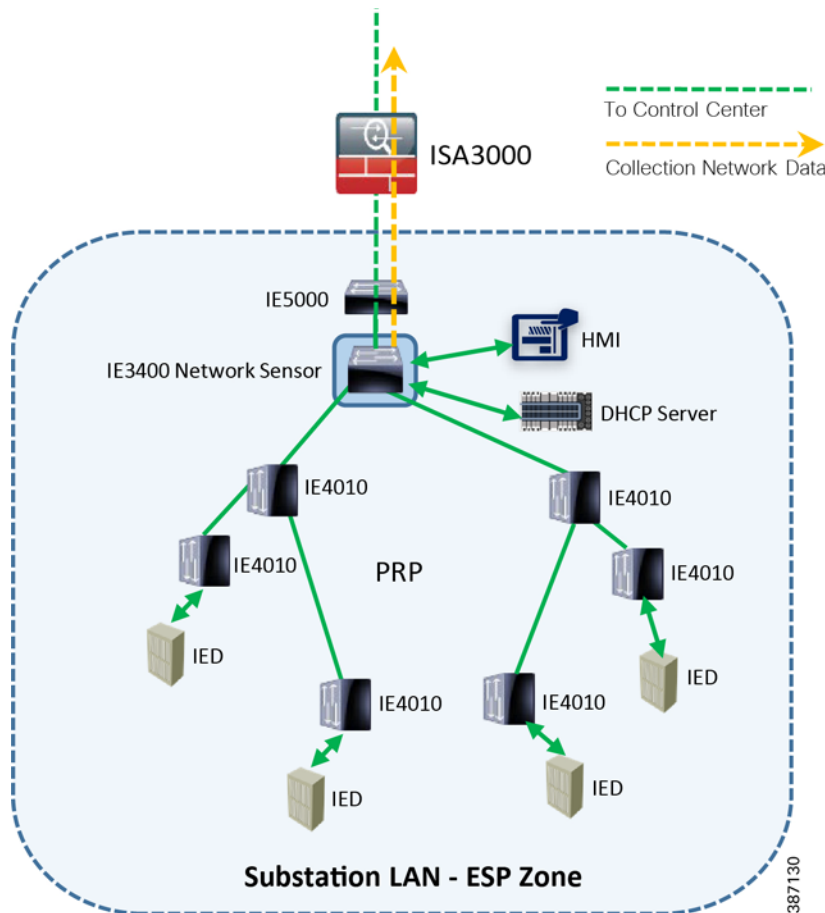 To Control Center
ISA3000
Collection Network Data
IE5000
HMI
IE3400 Network Sensor
DHCP Server
IE4010
IE4010
IE4010
PRP
IE4010
IED
IED
IE4010
IE4010
IED
IED
Substation LAN - ESP Zone
387130